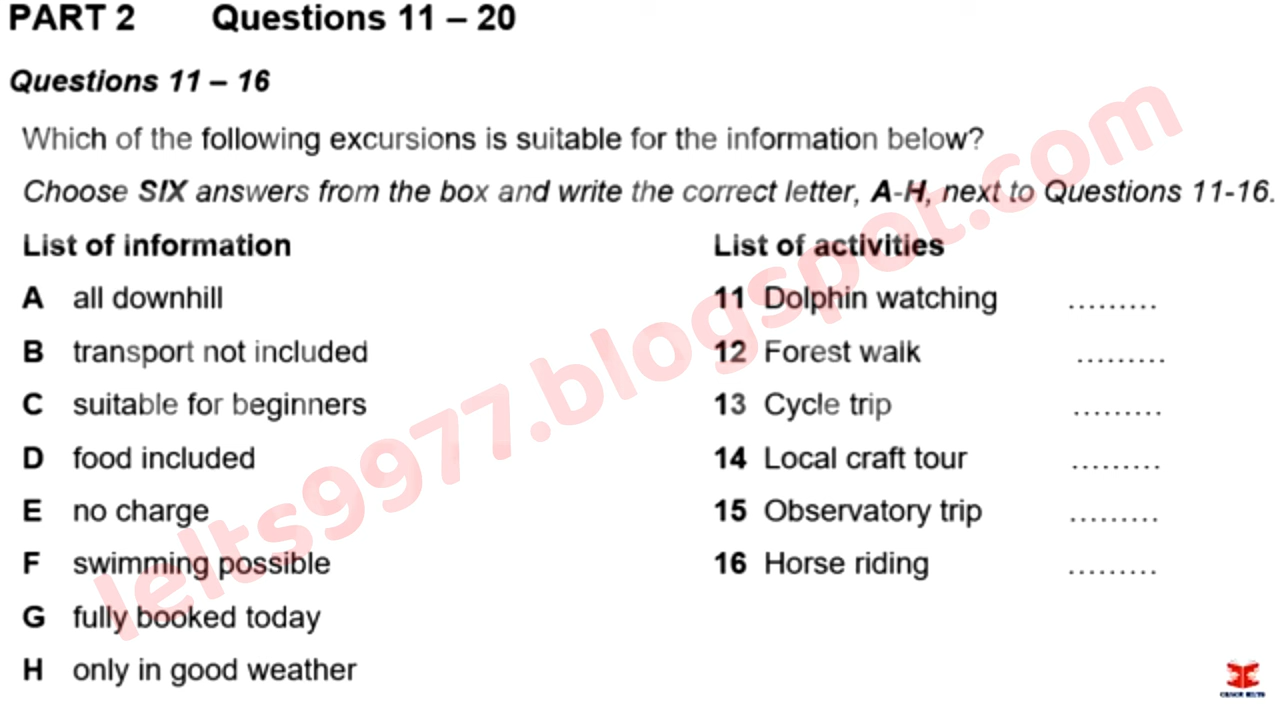 PART 2 Questions 11 – 20
Questions 11 – 16
Which of the following excursions is suitable for the information below?
Choose SIX answers from the box and write the correct letter, A-H, next to Questions 11-16.
List of information List of activities
A all downhill 11 Dolphin watching ………
B transport not included 12 Forest walk ………
C suitable for beginners 13 Cycle trip ………
D food included 14 Local craft tour ………
E no charge 15 Observatory trip ………
F swimming possible 16 Horse riding ………
G fully booked today
H only in good weather
Ielts9977.blogspot.com